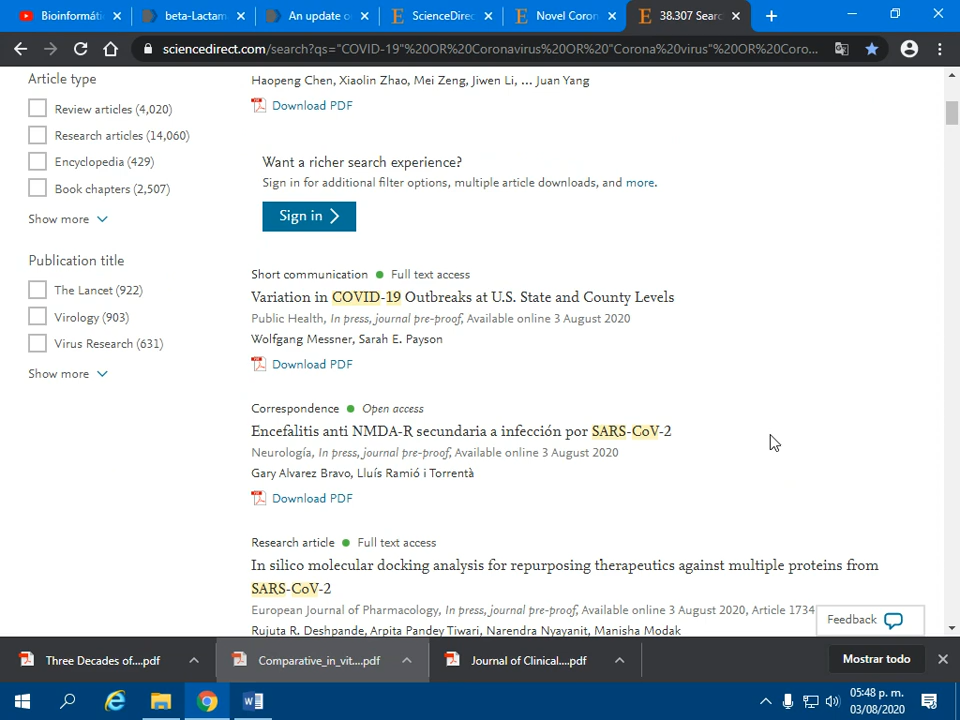 Bioinformáti
beta-Lactam
An update o
ScienceDirec
Novel Coron
38.307 Searc
sciencedirect.com/search?qs="COVID-19"%20OR%20Coronavirus%20OR%20"Corona%20virus"%20OR%20Coro...
Article type
Review articles (4,020)
Research articles (14,060)
Encyclopedia (429)
Book chapters (2,507)
Show more
Publication title
The Lancet (922)
Virology (903)
Virus Research (631)
Show more
Haopeng Chen, Xiaolin Zhao, Mei Zeng, Jiwen Li, ... Juan Yang
Download PDF
Want a richer search experience?
Sign in for additional filter options, multiple article downloads, and more.
Sign in
Short communication Full text access
Variation in COVID-19 Outbreaks at U.S. State and County Levels
Public Health, In press, journal pre-proof, Available online 3 August 2020
Wolfgang Messner, Sarah E. Payson
Download PDF
Correspondence Open access
Encefalitis anti NMDA-R secundaria a infección por SARS-CoV-2
Neurología, In press, journal pre-proof, Available online 3 August 2020
Gary Alvarez Bravo, Lluís Ramió i Torrentà
Download PDF
Research article Full text access
In silico molecular docking analysis for repurposing therapeutics against multiple proteins from
SARS-CoV-2
European Journal of Pharmacology, In press, journal pre-proof, Available online 3 August 2020, Article 1734
Rujuta R. Deshpande, Arpita Pandey Tiwari, Narendra Nyayanit, Manisha Modak
Feedback
Three Decades of....pdf
Comparative_in_vit....pdf
Journal of Clinical....pdf
Mostrar todo
05:48 p. m.
03/08/2020